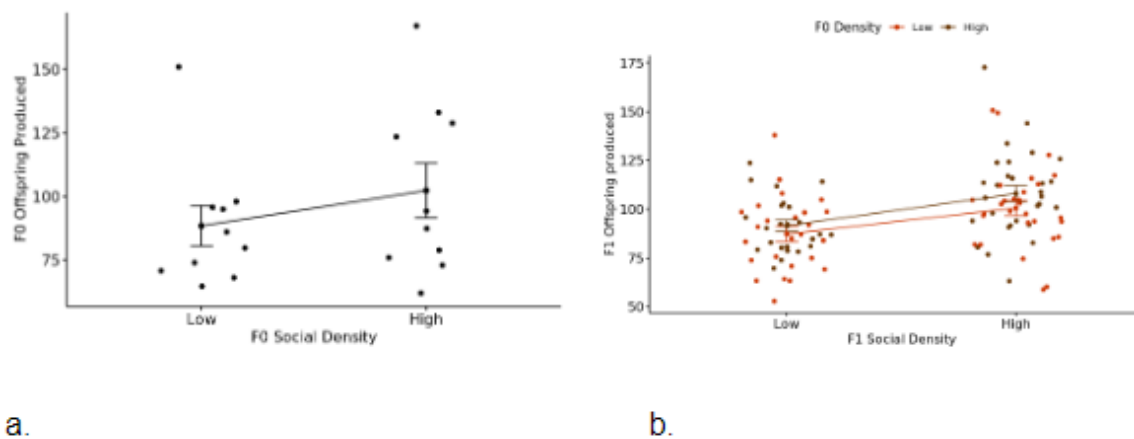 F0 Offspring Produced
150
125
100
75
Low
High
F0 Social Density
a.
F0 Density Low High
F1 Offspring produced
175
150
125
100
75
50
Low
High
F1 Social Density
b.